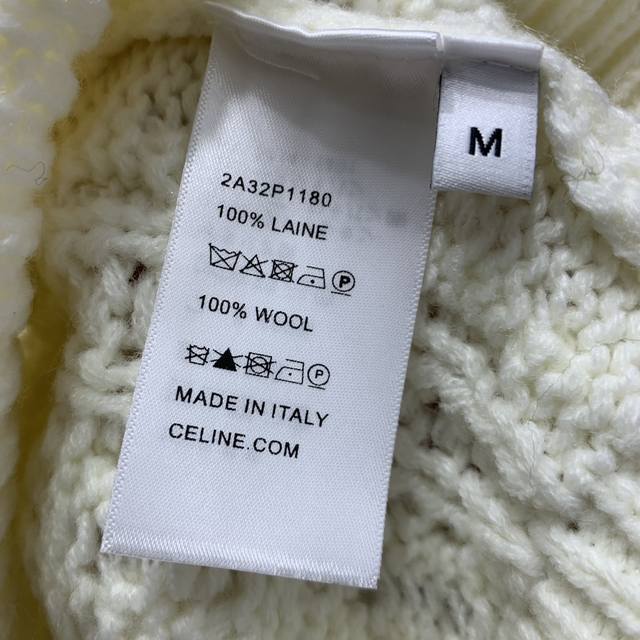 2A32P1180
100% LAINE
P
100% WOOL
P
MADE IN ITALY
CELINE.COM
M